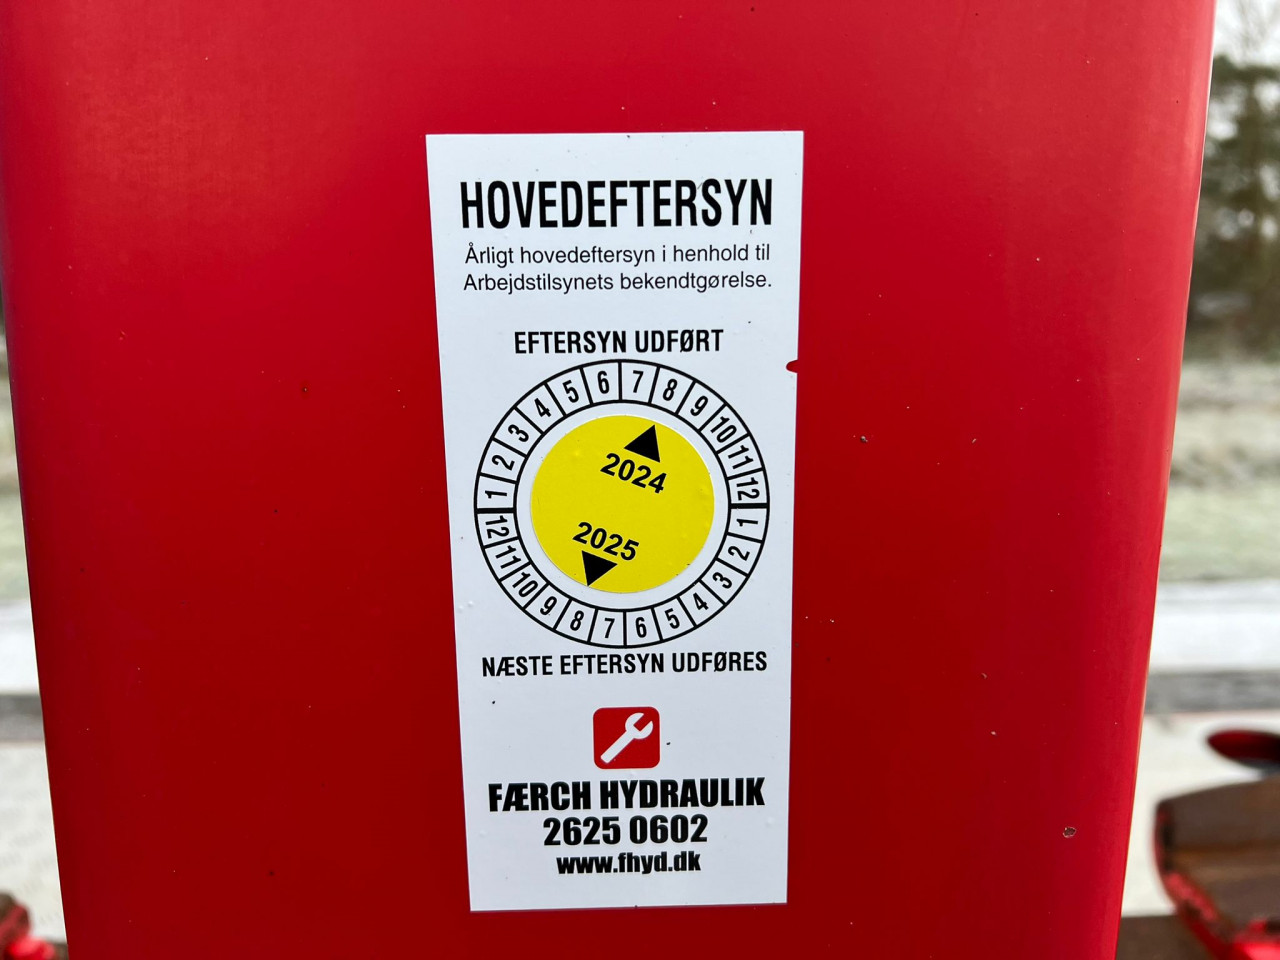 HOVEDEFTERSYN
Årligt hovedeftersyn i henhold til
Arbejdstilsynets bekendtgørelse.
EFTERSYN UDFØRT
1 2 3 4 5 6 7 8 9 10 11 12
2024
2025
12 11 10 9 8 7 6 5 4 3 2 1
NÆSTE EFTERSYN UDFØRES
FÆRCH HYDRAULIK
2625 0602
www.fhyd.dk